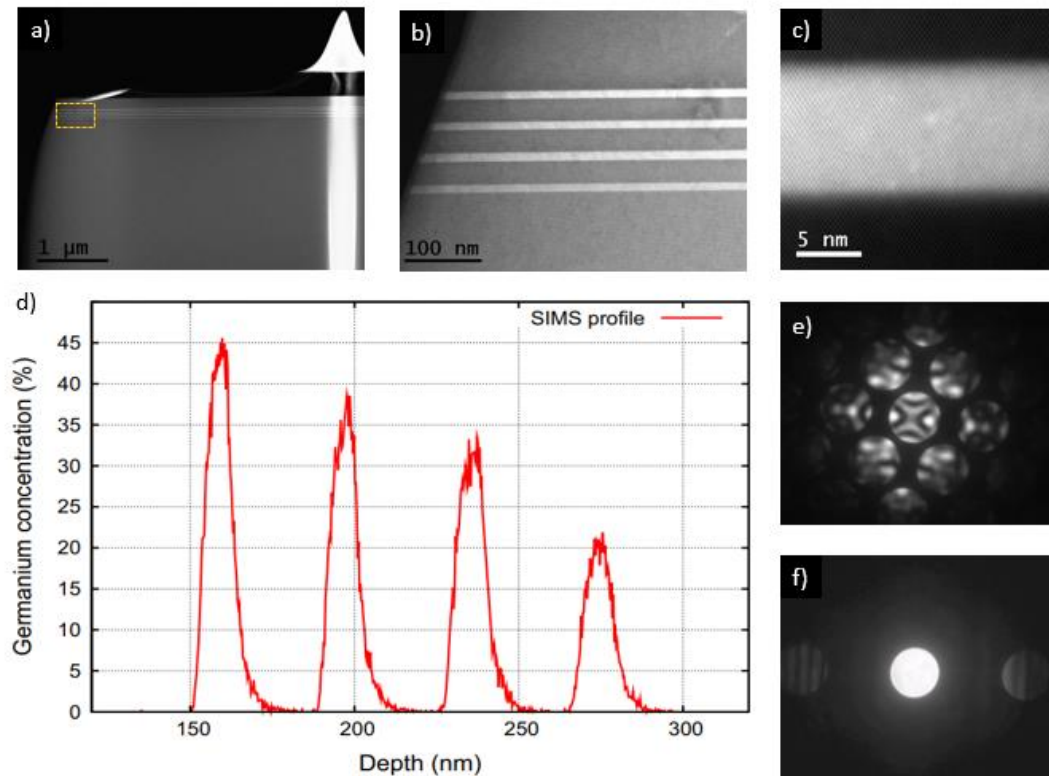 a)
1 μm
b)
100 nm
c)
5 nm
d)
SIMS profile
Germanium concentration (%)
45
40
35
30
25
20
15
10
5
0
150
200
250
300
Depth (nm)
e)
f)